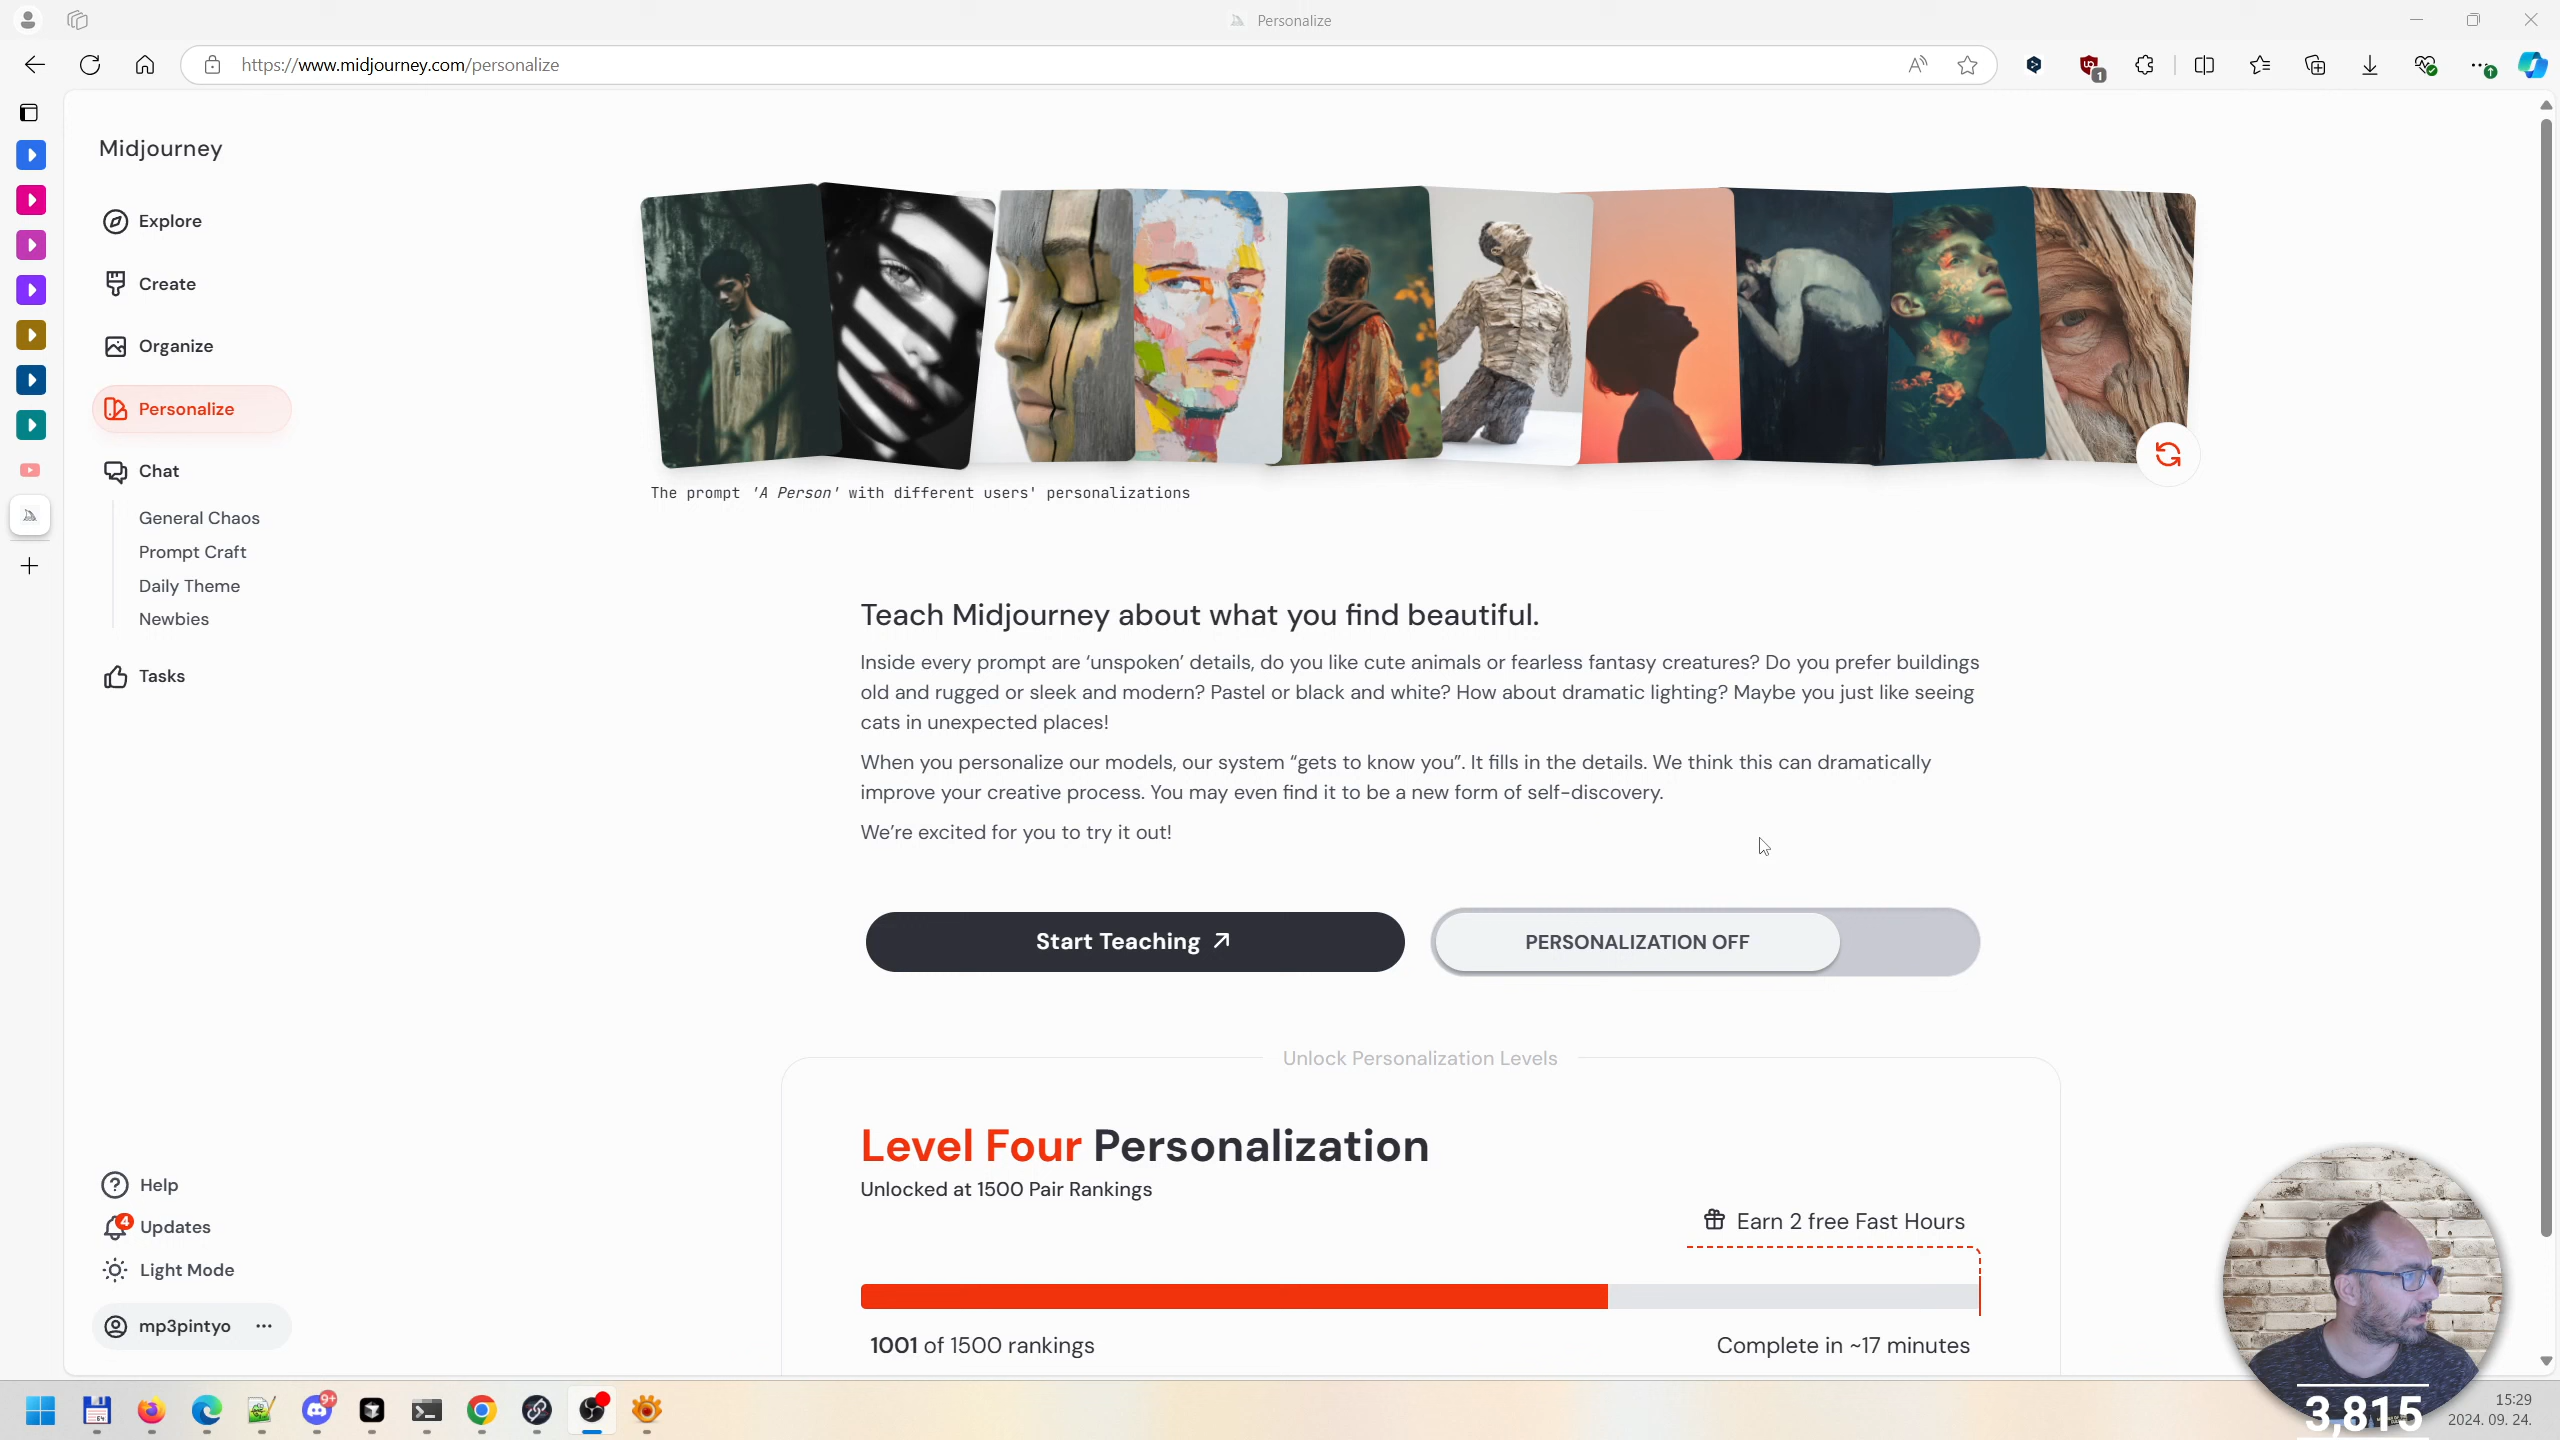 Personalize
https://www.midjourney.com/personalize
1
Midjourney
Explore
Create
Organize
Personalize
Chat
General Chaos
Prompt Craft
Daily Theme
Newbies
Tasks
The prompt 'A Person' with different users' personalizations
Teach Midjourney about what you find beautiful.
Inside every prompt are ‘unspoken’ details, do you like cute animals or fearless fantasy creatures? Do you prefer buildings
old and rugged or sleek and modern? Pastel or black and white? How about dramatic lighting? Maybe you just like seeing
cats in unexpected places!
When you personalize our models, our system “gets to know you”. It fills in the details. We think this can dramatically
improve your creative process. You may even find it to be a new form of self-discovery.
We’re excited for you to try it out!
Start Teaching
PERSONALIZATION OFF
Unlock Personalization Levels
Level Four Personalization
Unlocked at 1500 Pair Rankings
Earn 2 free Fast Hours
1001 of 1500 rankings
Complete in ~17 minutes
Help
4
Updates
Light Mode
mp3pintyo
9+
3,815
15:29
2024. 09. 24.